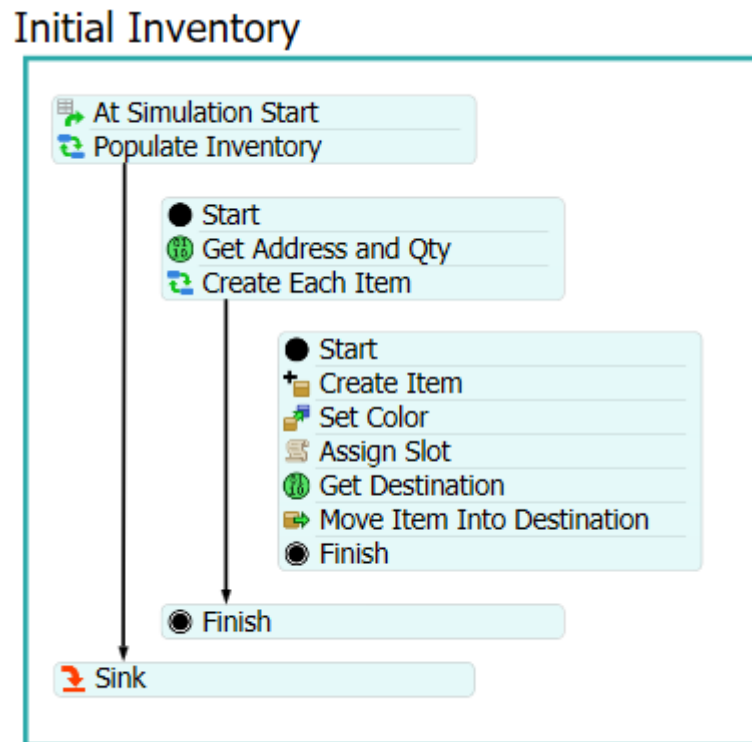 Initial Inventory
At Simulation Start
Populate Inventory
Start
Get Address and Qty
Create Each Item
Start
Create Item
Set Color
Assign Slot
Get Destination
Move Item Into Destination
Finish
Finish
Sink